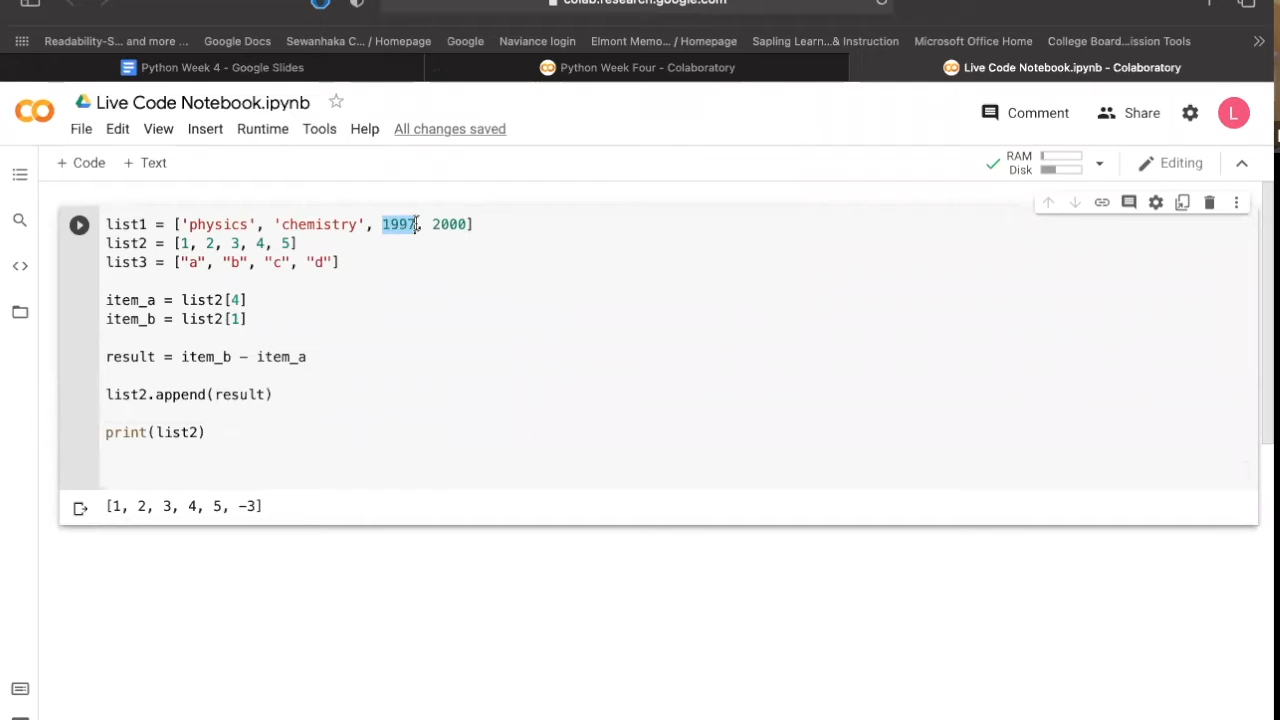 colab.research.google.com
Readability-S... and more ... Google Docs Sewanhaka C... / Homepage Google Naviance login Elmont Memo... / Homepage Sapling Learn...& Instruction Microsoft Office Home College Board...ission Tools
Python Week 4 - Google Slides Python Week Four - Colaboratory Live Code Notebook.ipynb - Colaboratory
Live Code Notebook.ipynb
Comment Share L
File Edit View Insert Runtime Tools Help All changes saved
+ Code + Text RAM Disk Editing
list1 = ['physics', 'chemistry', 1997, 2000]
list2 = [1, 2, 3, 4, 5]
list3 = ["a", "b", "c", "d"]
item_a = list2[4]
item_b = list2[1]
result = item_b - item_a
list2.append(result)
print(list2)
[1, 2, 3, 4, 5, -3]